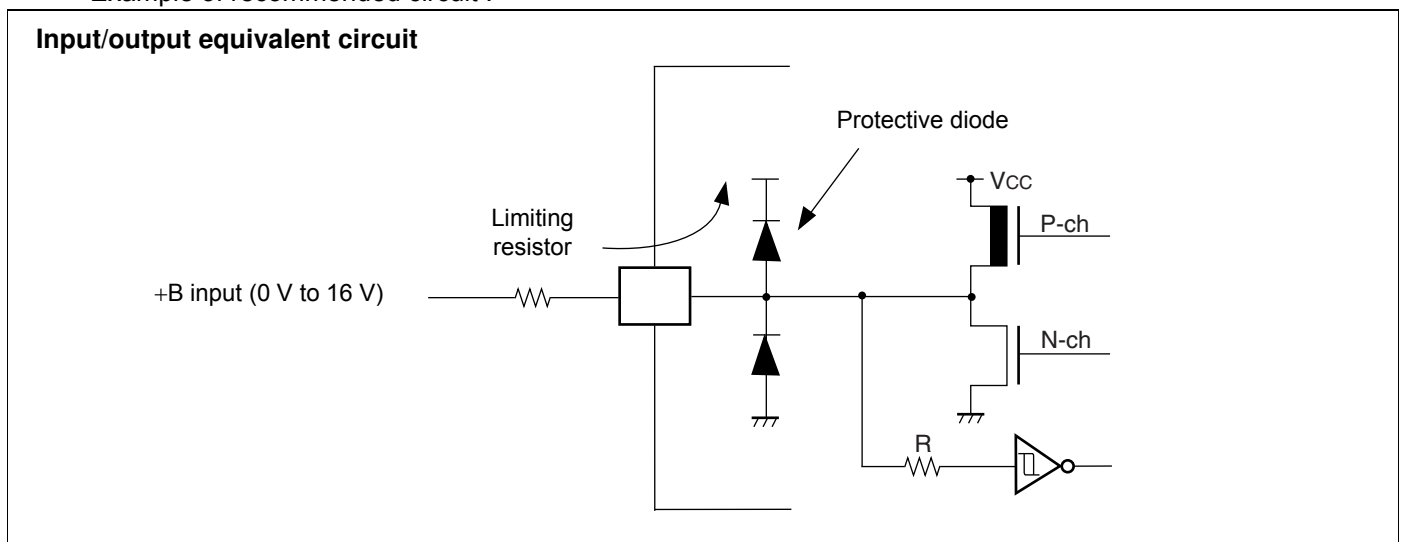 Input/output equivalent circuit
Protective diode
VCC
Limiting
resistor
P-ch
+B input (0 V to 16 V)
N-ch
R